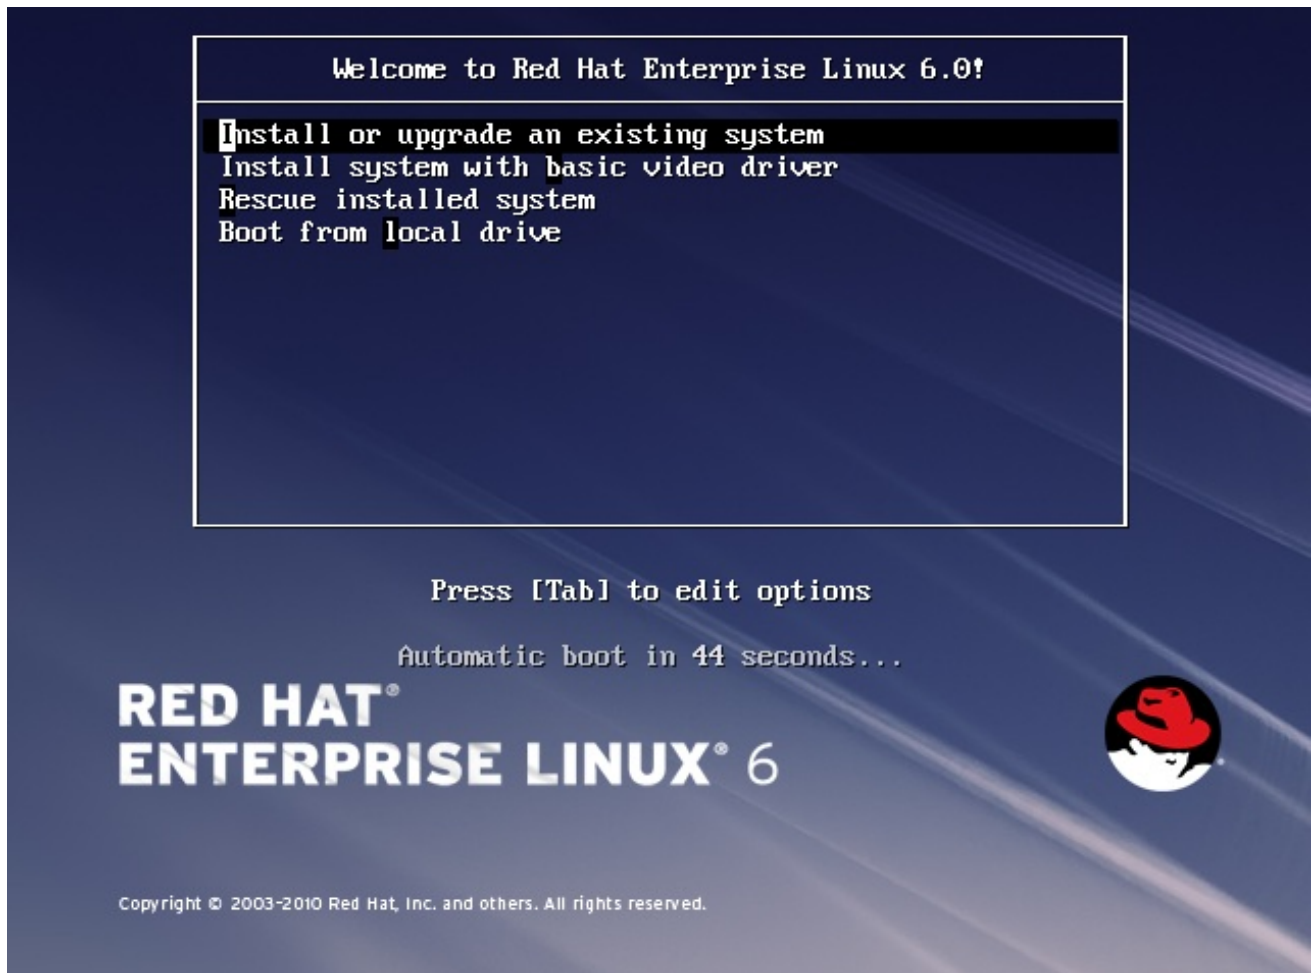 Welcome to Red Hat Enterprise Linux 6.0!
Install or upgrade an existing system
Install system with basic video driver
Rescue installed system
Boot from local drive
Press [Tab] to edit options
Automatic boot in 44 seconds...
RED HAT®
ENTERPRISE LINUX® 6
Copyright © 2003-2010 Red Hat, Inc. and others. All rights reserved.